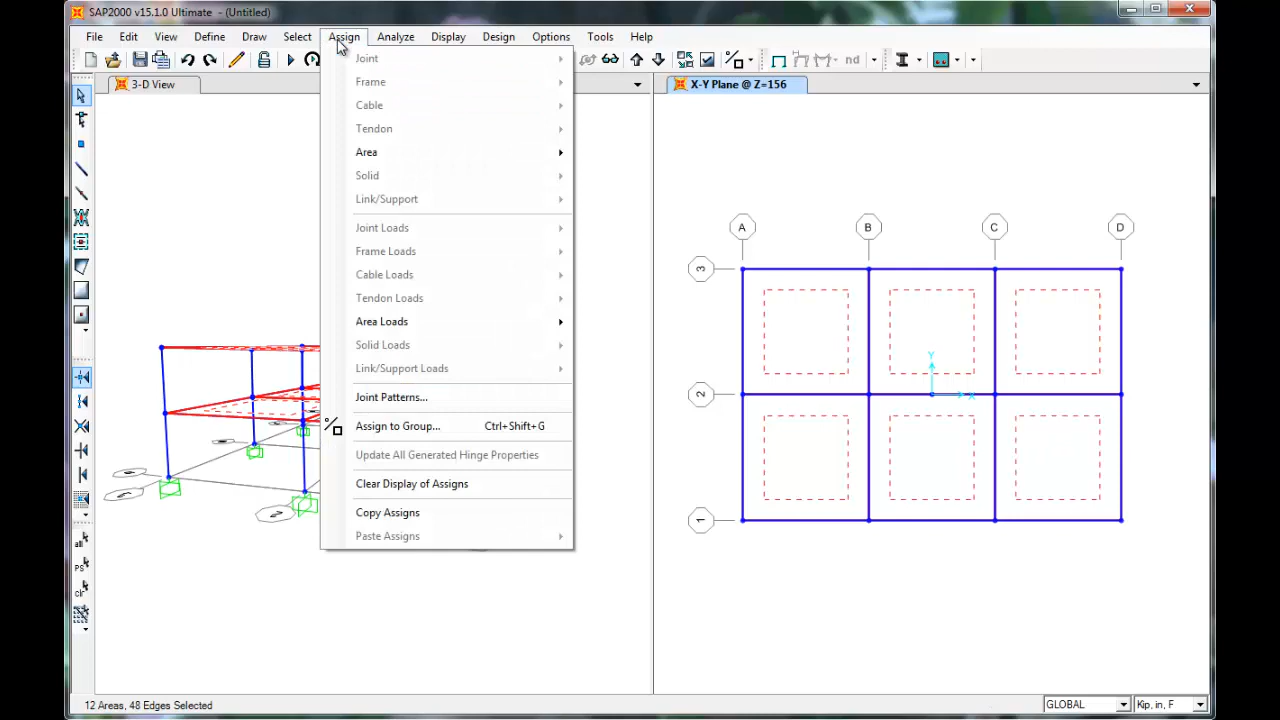 SAP2000 v15.1.0 Ultimate - (Untitled)
File Edit View Define Draw Select Assign Analyze Display Design Options Tools Help
nd
3-D View
X-Y Plane @ Z=156
Joint
Frame
Cable
Tendon
Area
Solid
Link/Support
Joint Loads
Frame Loads
Cable Loads
Tendon Loads
Area Loads
Solid Loads
Link/Support Loads
Joint Patterns...
Assign to Group... Ctrl+Shift+G
Update All Generated Hinge Properties
Clear Display of Assigns
Copy Assigns
Paste Assigns
all
PS
clr
A B C D
3
2
1
Y
X
12 Areas, 48 Edges Selected
GLOBAL
Kip, in, F